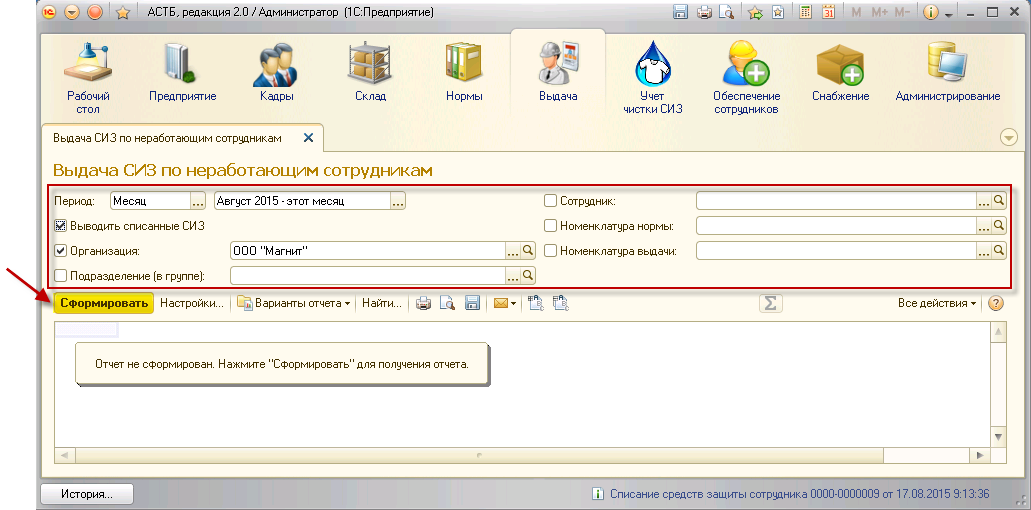 АСТБ, редакция 2.0 / Администратор (1С:Предприятие)
M M+ M-
Рабочий стол
Предприятие
Кадры
Склад
Нормы
Выдача
Учет чистки СИЗ
Обеспечение сотрудников
Снабжение
Администрирование
Выдача СИЗ по неработающим сотрудникам
Выдача СИЗ по неработающим сотрудникам
Период: Месяц ... Август 2015 - этот месяц ... Сотрудник: ...
Выводить списанные СИЗ Номенклатура нормы: ...
Организация: ООО "Магнит" ... Номенклатура выдачи: ...
Подразделение (в группе): ...
Сформировать Настройки... Варианты отчета Найти... Σ Все действия ?
Отчет не сформирован. Нажмите "Сформировать" для получения отчета.
История... Списание средств защиты сотрудника 0000-0000009 от 17.08.2015 9:13:36